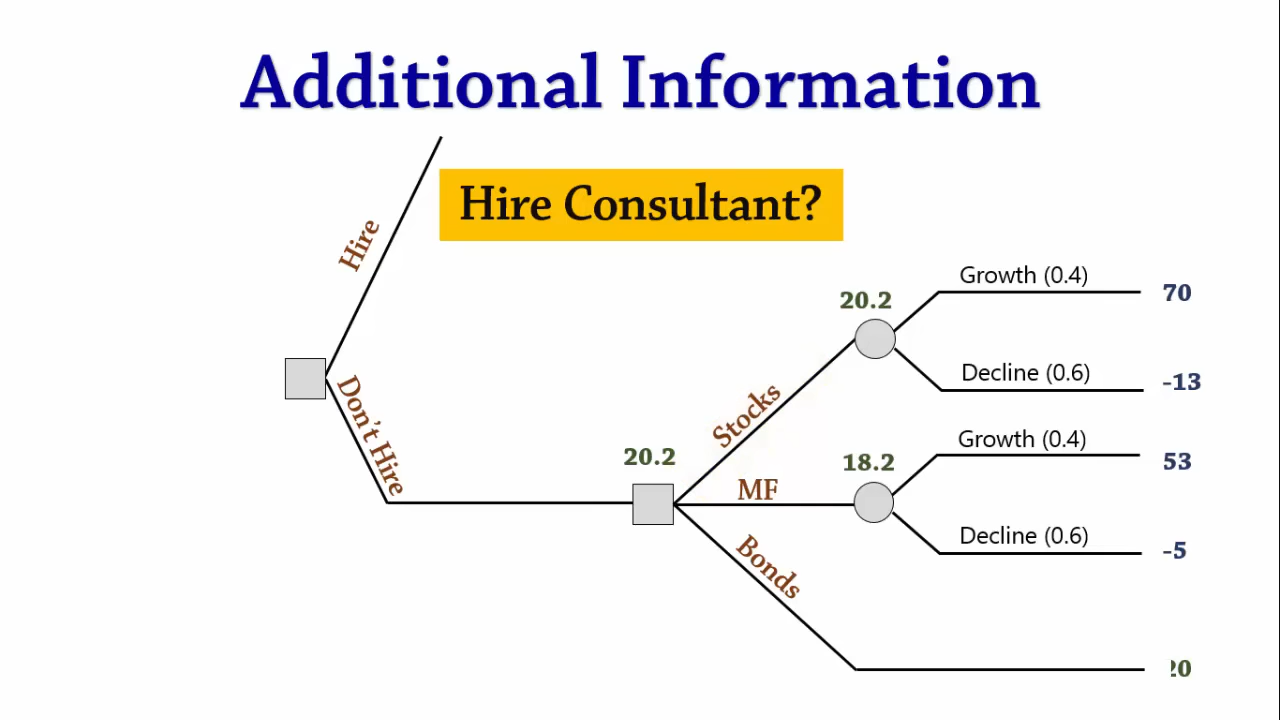 Additional Information
Hire Consultant?
Hire
Don't Hire
20.2
Stocks
MF
Bonds
20.2
Growth (0.4)
70
Decline (0.6)
-13
18.2
Growth (0.4)
53
Decline (0.6)
-5
20